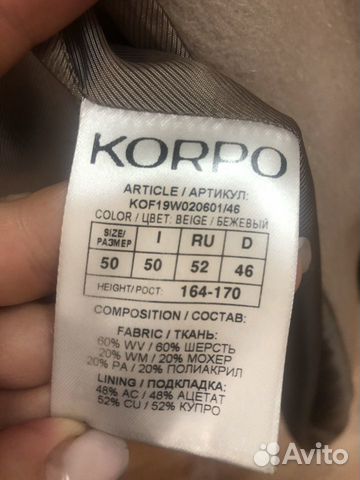 KORPO
ARTICLE / АРТИКУЛ:
KOF19W020601/46
COLOR / ЦВЕТ: BEIGE / БЕЖЕВЫЙ
SIZE/ РАЗМЕР I RU D
50 50 52 46
HEIGHT/РОСТ: 164-170
COMPOSITION / СОСТАВ:
FABRIC / ТКАНЬ:
60% WV / 60% ШЕРСТЬ
20% WM / 20% МОХЕР
20% PA / 20% ПОЛИАКРИЛ
LINING / ПОДКЛАДКА:
48% AC / 48% АЦЕТАТ
52% CU / 52% КУПРО
Avito